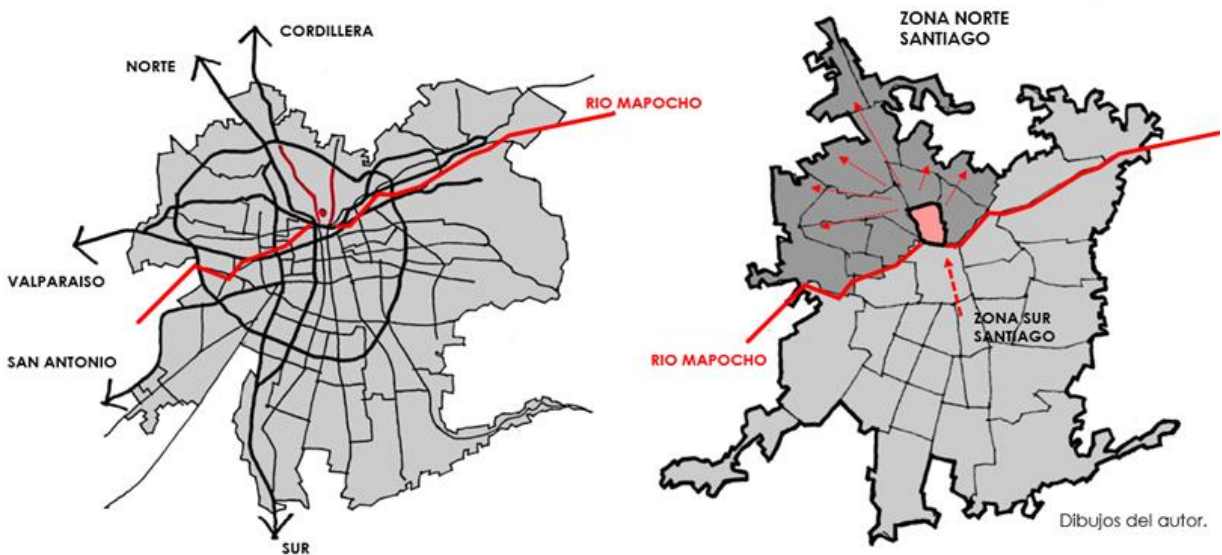 CORDILLERA
NORTE
RIO MAPOCHO
VALPARAISO
SAN ANTONIO
SUR
ZONA NORTE
SANTIAGO
ZONA SUR
SANTIAGO
RIO MAPOCHO
Dibujos del autor.